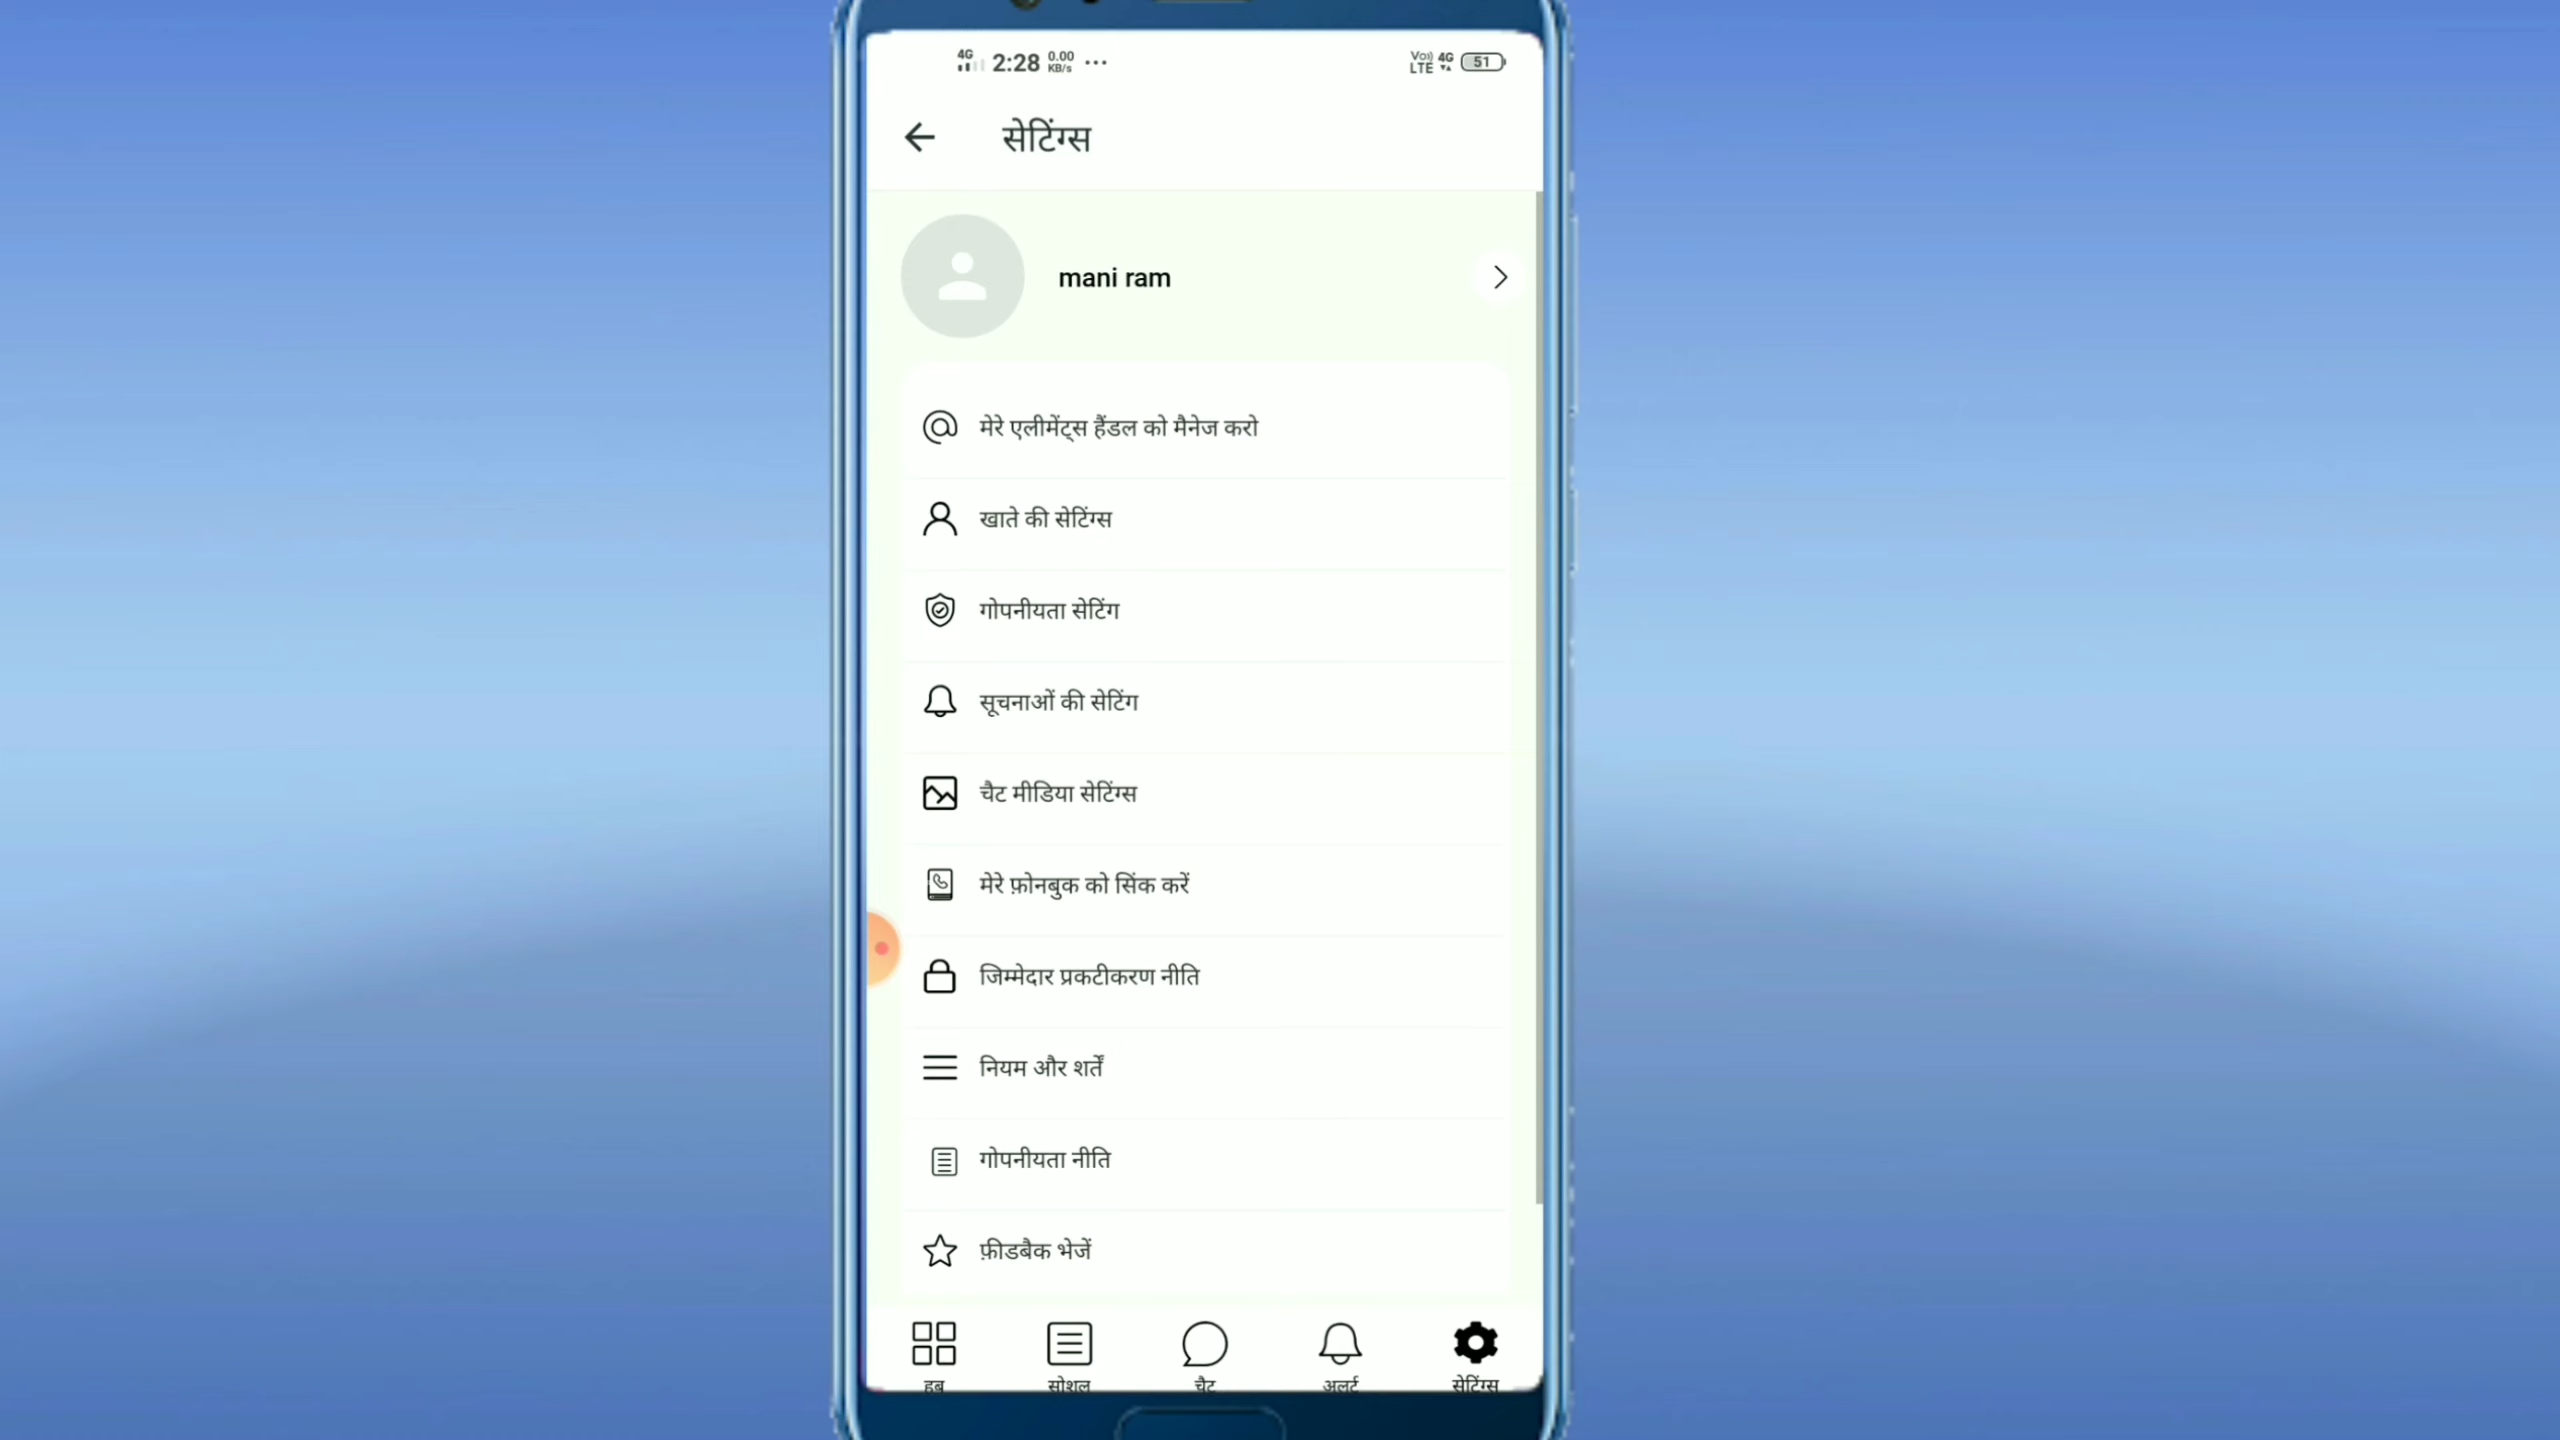 4G 2:28 0.00 KB/s ... Vo)) LTE 4G 51
सेटिंग्स
mani ram
मेरे एलीमेंट्स हैंडल को मैनेज करो
खाते की सेटिंग्स
गोपनीयता सेटिंग
सूचनाओं की सेटिंग
चैट मीडिया सेटिंग्स
मेरे फ़ोनबुक को सिंक करें
जिम्मेदार प्रकटीकरण नीति
नियम और शर्तें
गोपनीयता नीति
फ़ीडबैक भेजें
हब सोशल चैट अलर्ट सेटिंग्स